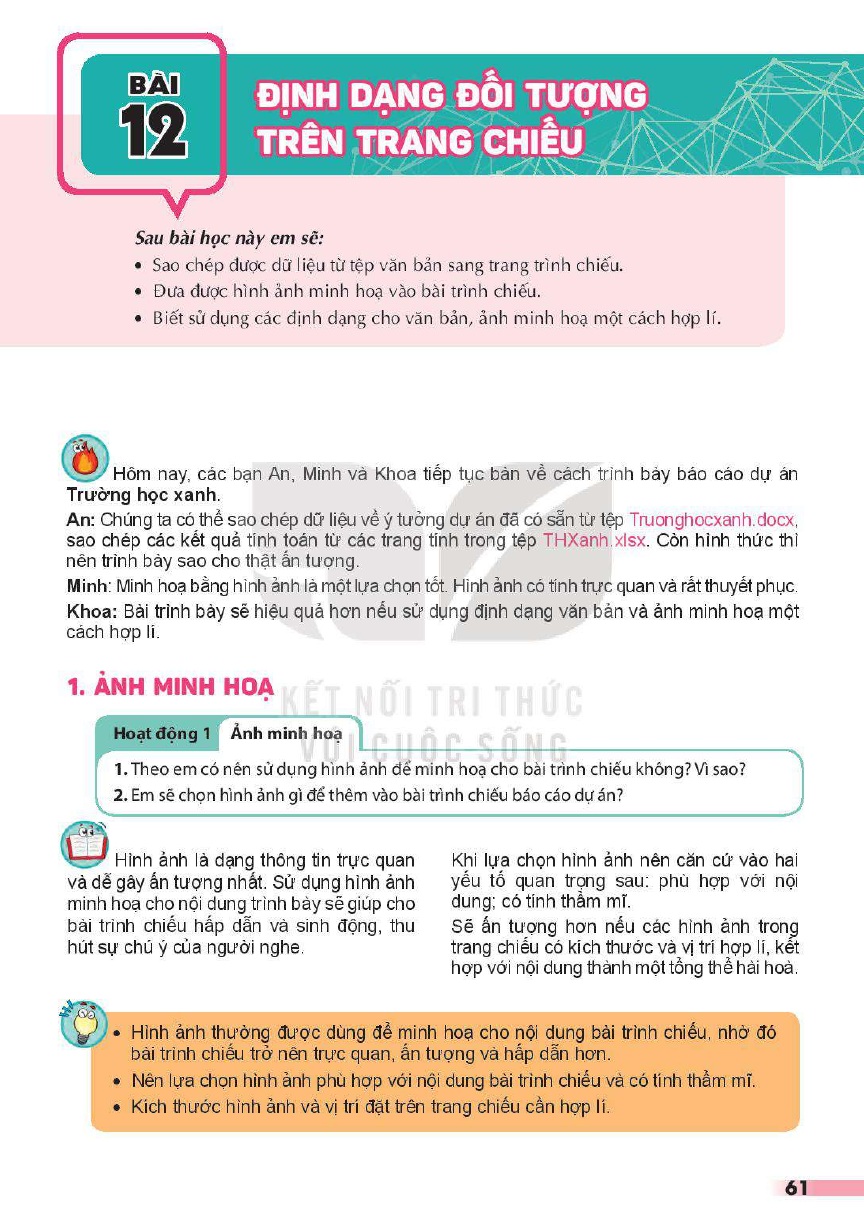 BÀI
12
ĐỊNH DẠNG ĐỐI TƯỢNG
TRÊN TRANG CHIẾU
Sau bài học này em sẽ:
• Sao chép được dữ liệu từ tệp văn bản sang trang trình chiếu.
• Đưa được hình ảnh minh hoạ vào bài trình chiếu.
• Biết sử dụng các định dạng cho văn bản, ảnh minh hoạ một cách hợp lí.
Hôm nay, các bạn An, Minh và Khoa tiếp tục bàn về cách trình bày báo cáo dự án
Trường học xanh.
An: Chúng ta có thể sao chép dữ liệu về ý tưởng dự án đã có sẵn từ tệp Truonghocxanh.docx,
sao chép các kết quả tính toán từ các trang tính trong tệp THXanh.xlsx. Còn hình thức thì
nên trình bày sao cho thật ấn tượng.
Minh: Minh hoạ bằng hình ảnh là một lựa chọn tốt. Hình ảnh có tính trực quan và rất thuyết phục.
Khoa: Bài trình bày sẽ hiệu quả hơn nếu sử dụng định dạng văn bản và ảnh minh hoạ một
cách hợp lí.
1. ẢNH MINH HOẠ
KẾT NỐI TRI THỨC
VỚI CUỘC SỐNG
Hoạt động 1 Ảnh minh hoạ
1. Theo em có nên sử dụng hình ảnh để minh hoạ cho bài trình chiếu không? Vì sao?
2. Em sẽ chọn hình ảnh gì để thêm vào bài trình chiếu báo cáo dự án?
Hình ảnh là dạng thông tin trực quan
và dễ gây ấn tượng nhất. Sử dụng hình ảnh
minh hoạ cho nội dung trình bày sẽ giúp cho
bài trình chiếu hấp dẫn và sinh động, thu
hút sự chú ý của người nghe.
Khi lựa chọn hình ảnh nên căn cứ vào hai
yếu tố quan trọng sau: phù hợp với nội
dung; có tính thẩm mĩ.
Sẽ ấn tượng hơn nếu các hình ảnh trong
trang chiếu có kích thước và vị trí hợp lí, kết
hợp với nội dung thành một tổng thể hài hoà.
• Hình ảnh thường được dùng để minh hoạ cho nội dung bài trình chiếu, nhờ đó
bài trình chiếu trở nên trực quan, ấn tượng và hấp dẫn hơn.
• Nên lựa chọn hình ảnh phù hợp với nội dung bài trình chiếu và có tính thẩm mĩ.
• Kích thước hình ảnh và vị trí đặt trên trang chiếu cần hợp lí.
61